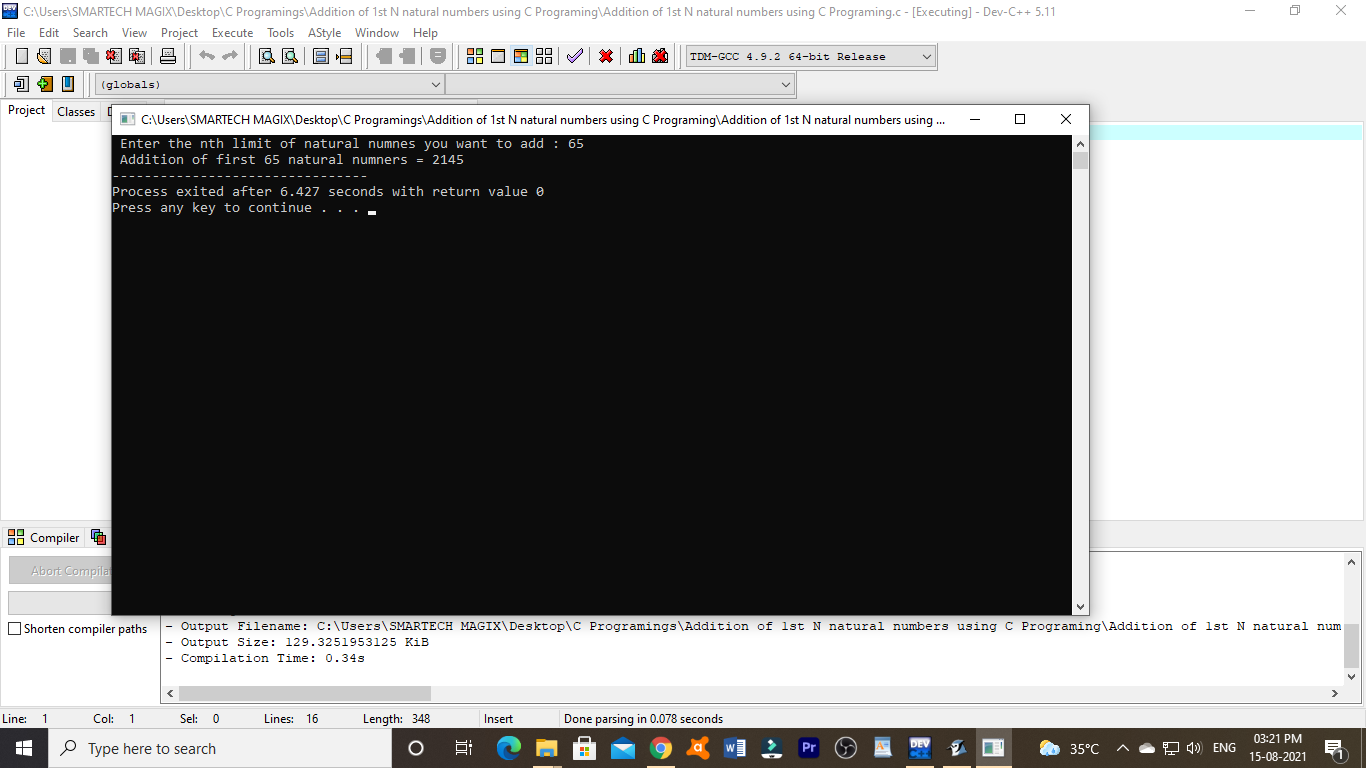 C:\Users\SMARTECH MAGIX\Desktop\C Programings\Addition of 1st N natural numbers using C Programing\Addition of 1st N natural numbers using C Programing.c - [Executing] - Dev-C++ 5.11
File Edit Search View Project Execute Tools AStyle Window Help
TDM-GCC 4.9.2 64-bit Release
(globals)
Project Classes
C:\Users\SMARTECH MAGIX\Desktop\C Programings\Addition of 1st N natural numbers using C Programing\Addition of 1st N natural numbers using ...
Enter the nth limit of natural numnes you want to add : 65
Addition of first 65 natural numners = 2145
--------------------------------
Process exited after 6.427 seconds with return value 0
Press any key to continue . . .
Compiler
Abort Compilat
Shorten compiler paths
- Output Filename: C:\Users\SMARTECH MAGIX\Desktop\C Programings\Addition of 1st N natural numbers using C Programing\Addition of 1st N natural num
- Output Size: 129.3251953125 KiB
- Compilation Time: 0.34s
Line: 1 Col: 1 Sel: 0 Lines: 16 Length: 348 Insert Done parsing in 0.078 seconds
Type here to search
DEV
Pr
35°C
ENG
03:21 PM
15-08-2021
1